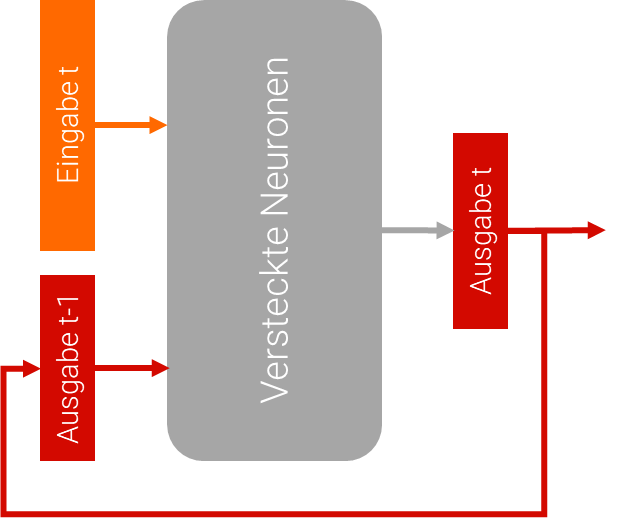 Eingabe t
Ausgabe t-1
Versteckte Neuronen
Ausgabe t